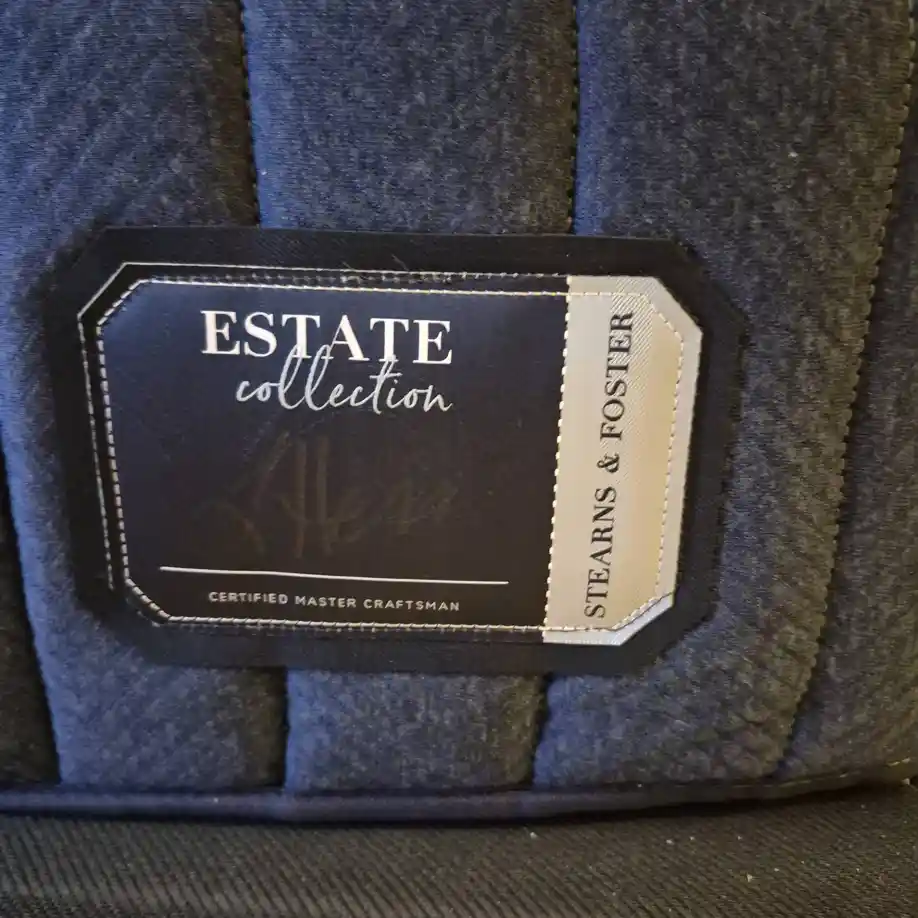 ESTATE
collection
CERTIFIED MASTER CRAFTSMAN
STEARNS & FOSTER